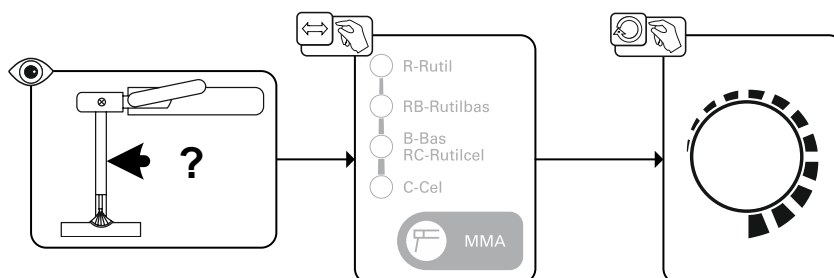 ?
R-Rutil
RB-Rutilbas
B-Bas
RC-Rutilcel
C-Cel
MMA